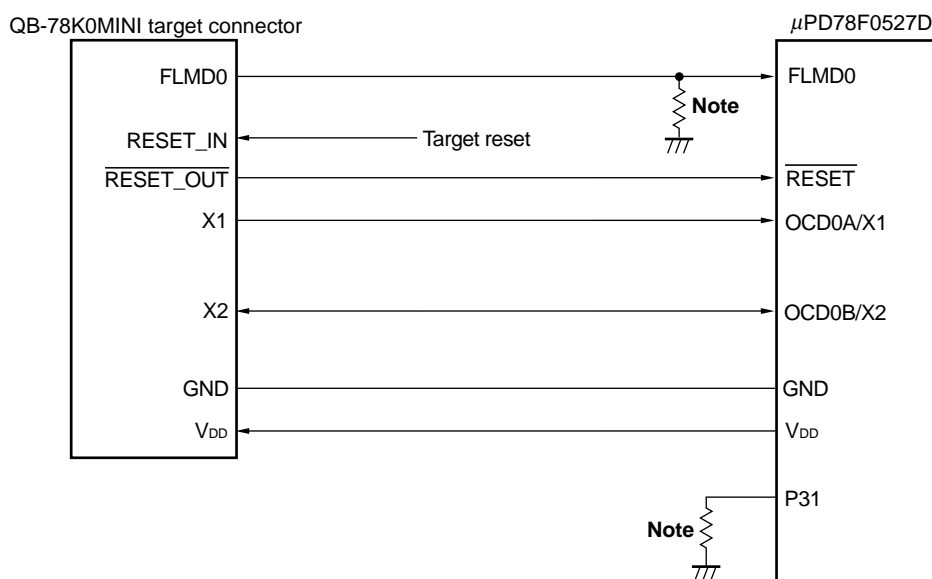 QB-78K0MINI target connector
μPD78F0527D
FLMD0
FLMD0
Note
RESET_IN
Target reset
RESET_OUT
RESET
X1
OCD0A/X1
X2
OCD0B/X2
GND
GND
VDD
VDD
P31
Note